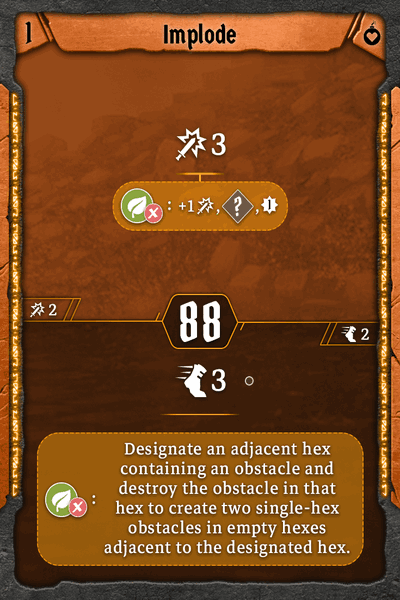 1 Implode
3
: +1 , ? , 1
2
88
2
3
Designate an adjacent hex
containing an obstacle and
destroy the obstacle in that
: hex to create two single-hex
obstacles in empty hexes
adjacent to the designated hex.